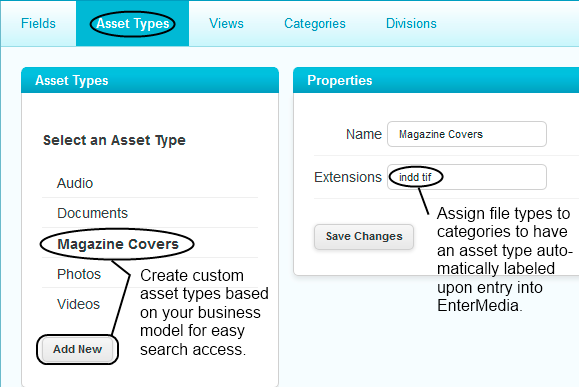 Fields Asset Types Views Categories Divisions
Asset Types
Select an Asset Type
Audio
Documents
Magazine Covers
Photos
Videos
Add New
Create custom
asset types based
on your business
model for easy
search access.
Properties
Name Magazine Covers
Extensions indd tif
Save Changes
Assign file types to
categories to have
an asset type auto-
matically labeled
upon entry into
EnterMedia.